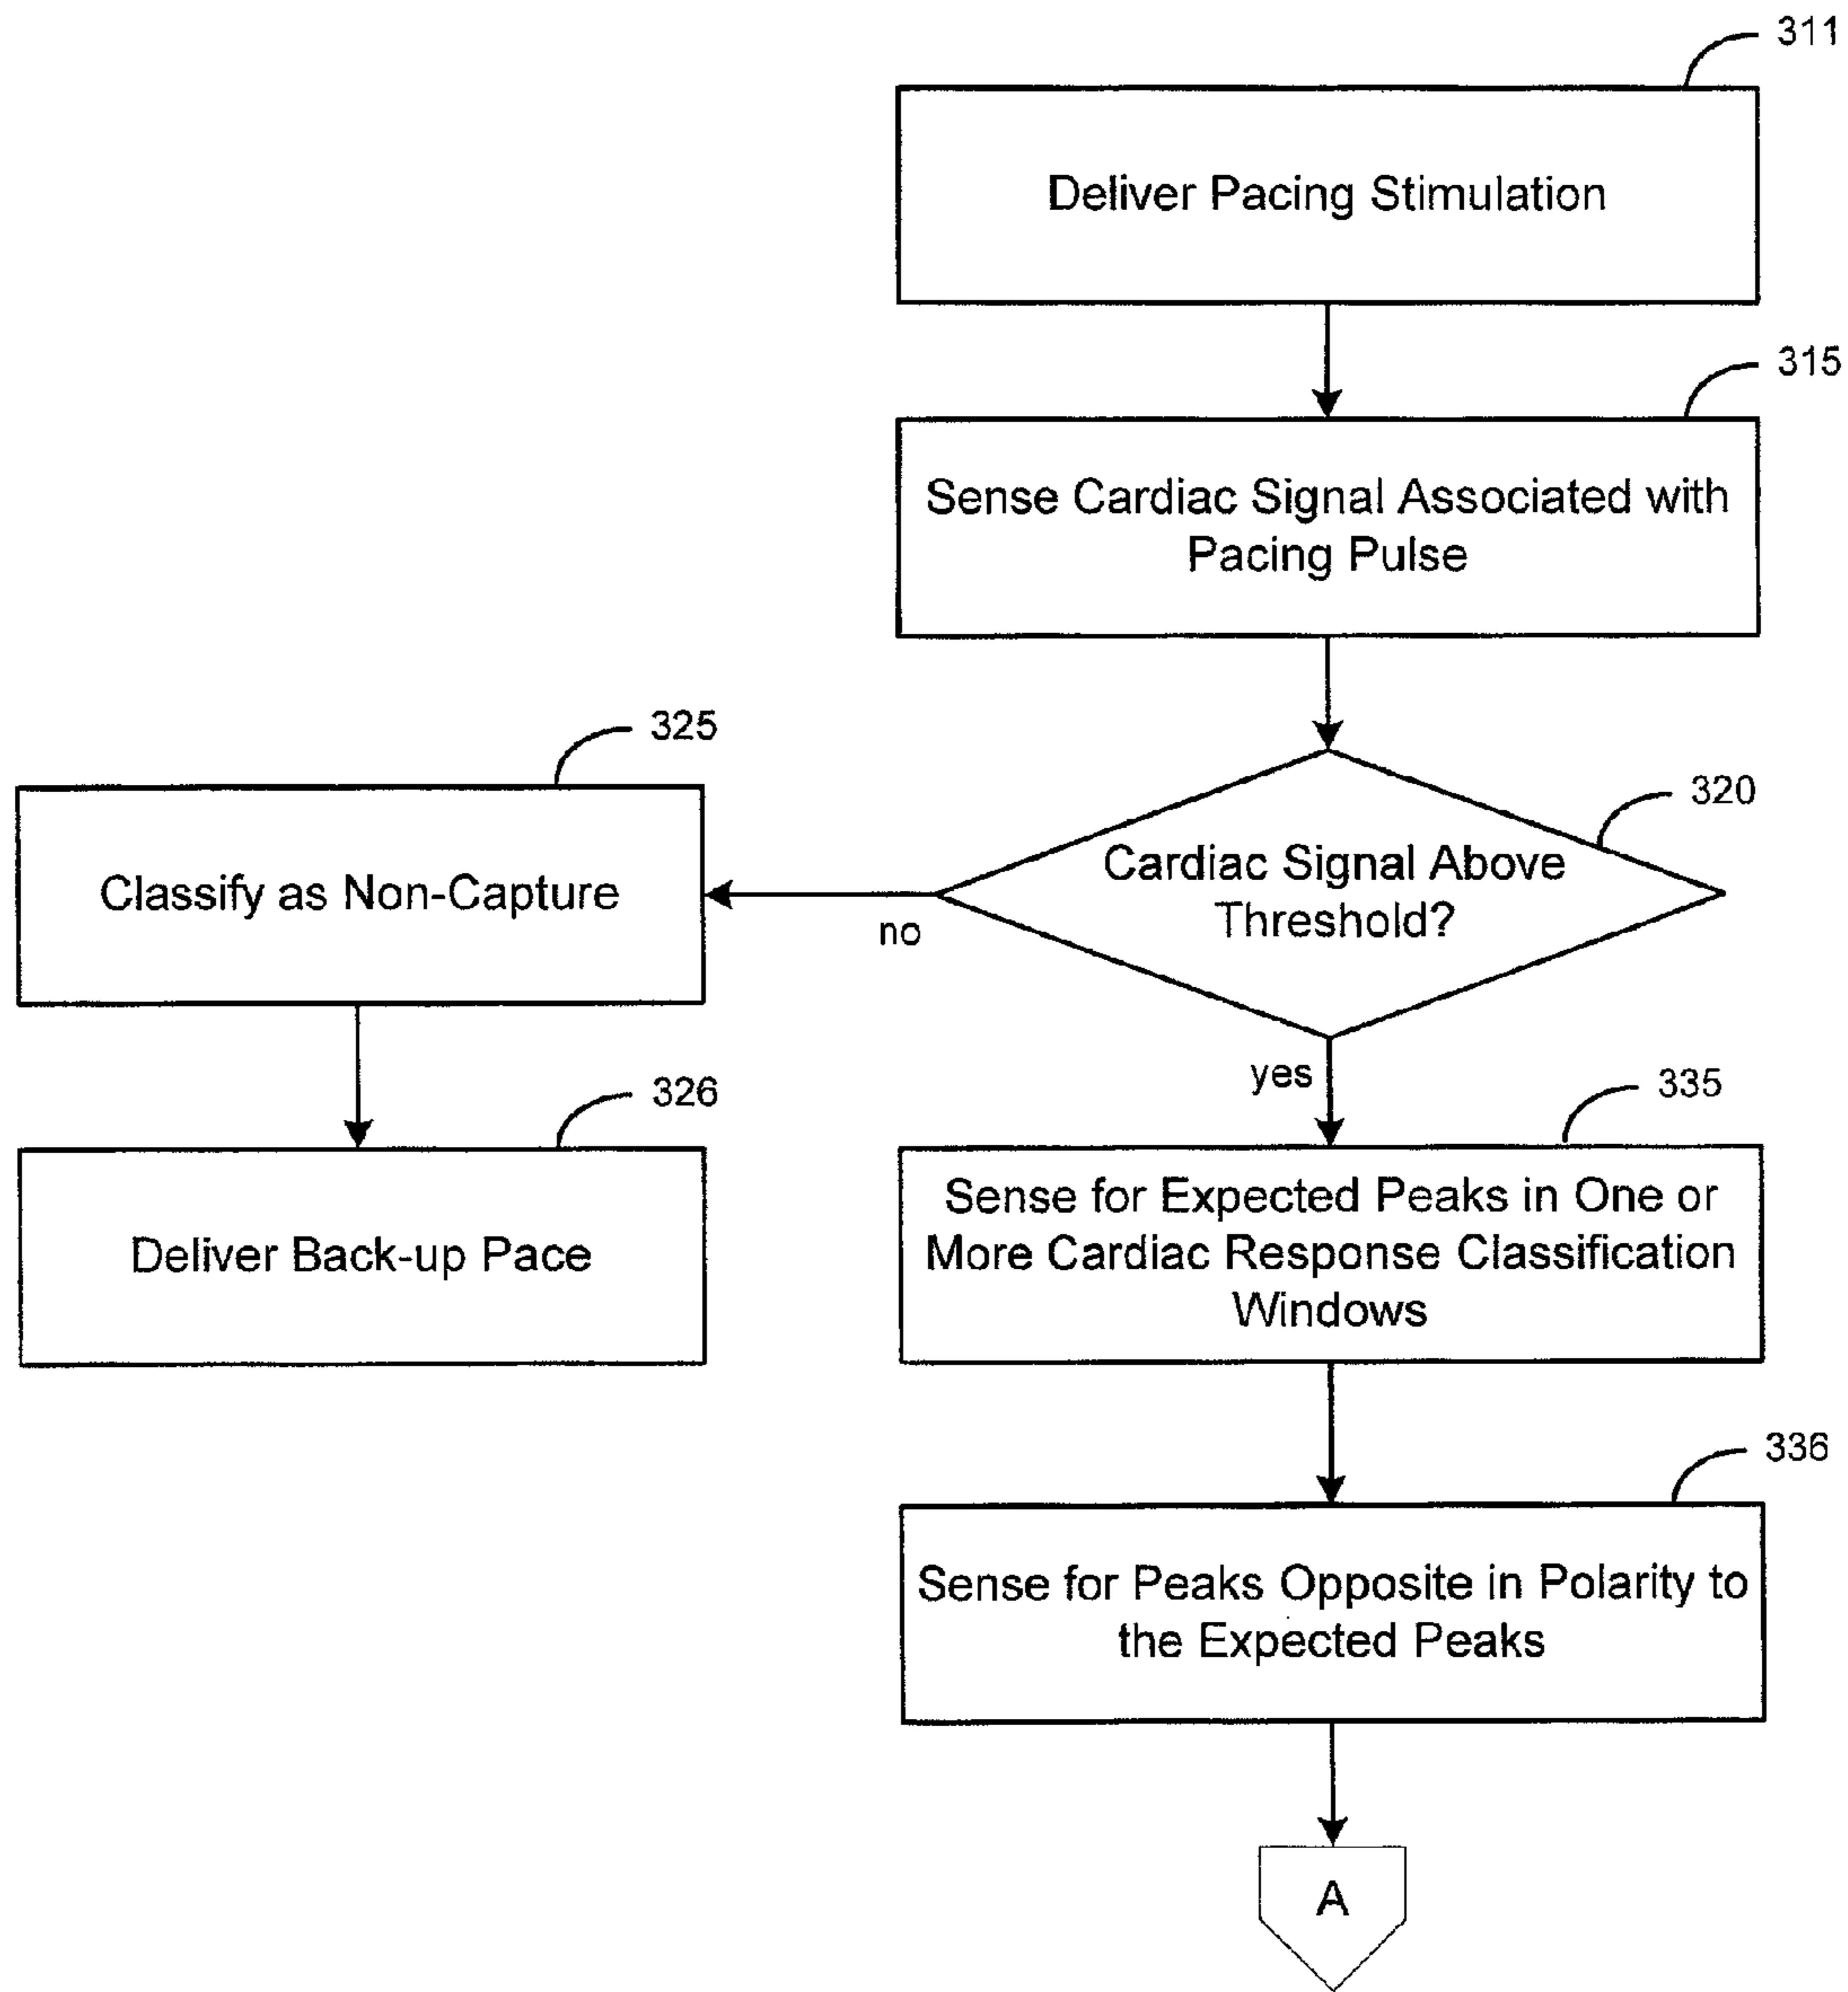 311
Deliver Pacing Stimulation
315
Sense Cardiac Signal Associated with
Pacing Pulse
325
320
Classify as Non-Capture
Cardiac Signal Above
Threshold?
no
yes
326
335
Deliver Back-up Pace
Sense for Expected Peaks in One or
More Cardiac Response Classification
Windows
336
Sense for Peaks Opposite in Polarity to
the Expected Peaks
A